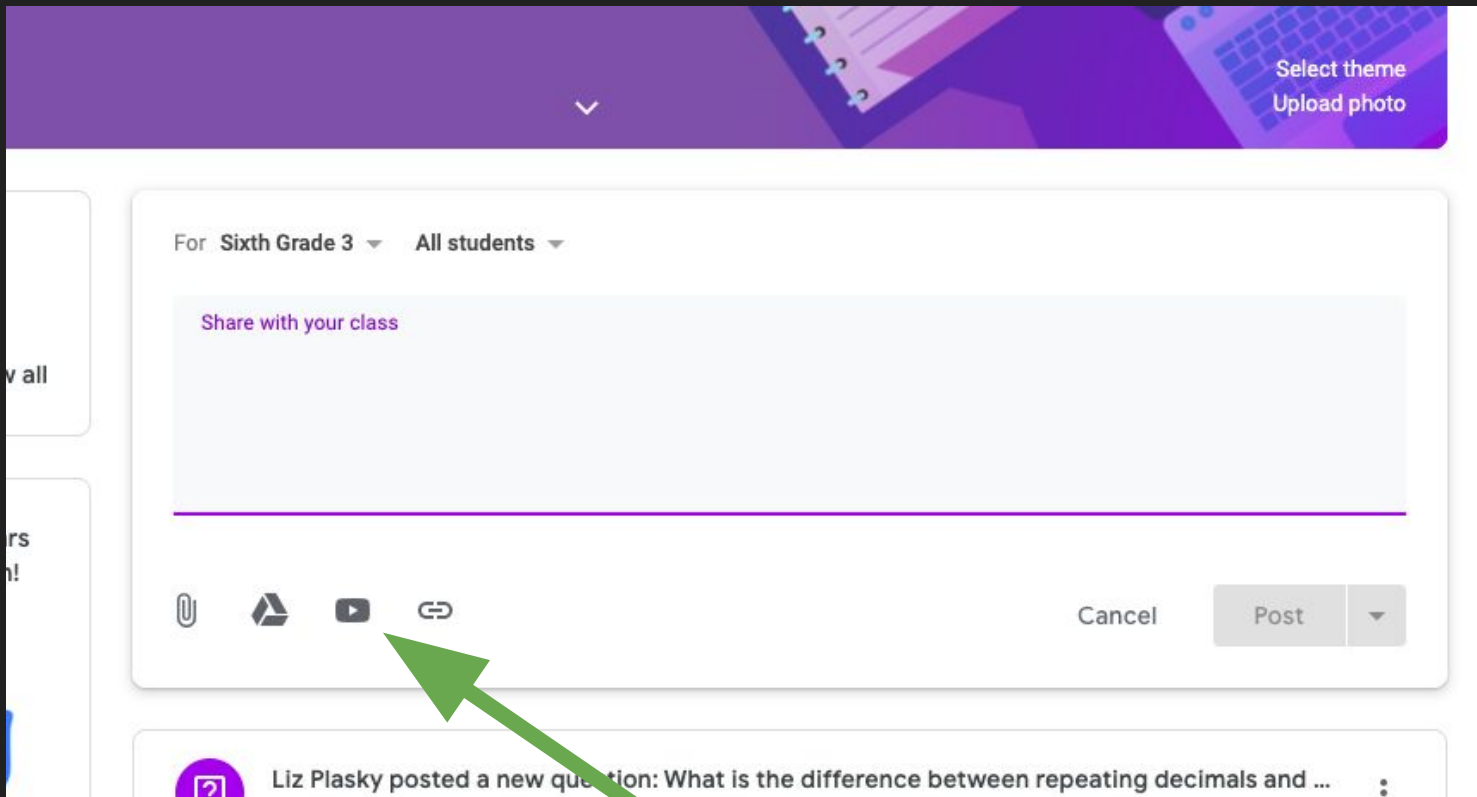 Select theme
Upload photo
For Sixth Grade 3 All students
Share with your class
all
Cancel Post
Liz Plasky posted a new question: What is the difference between repeating decimals and ...